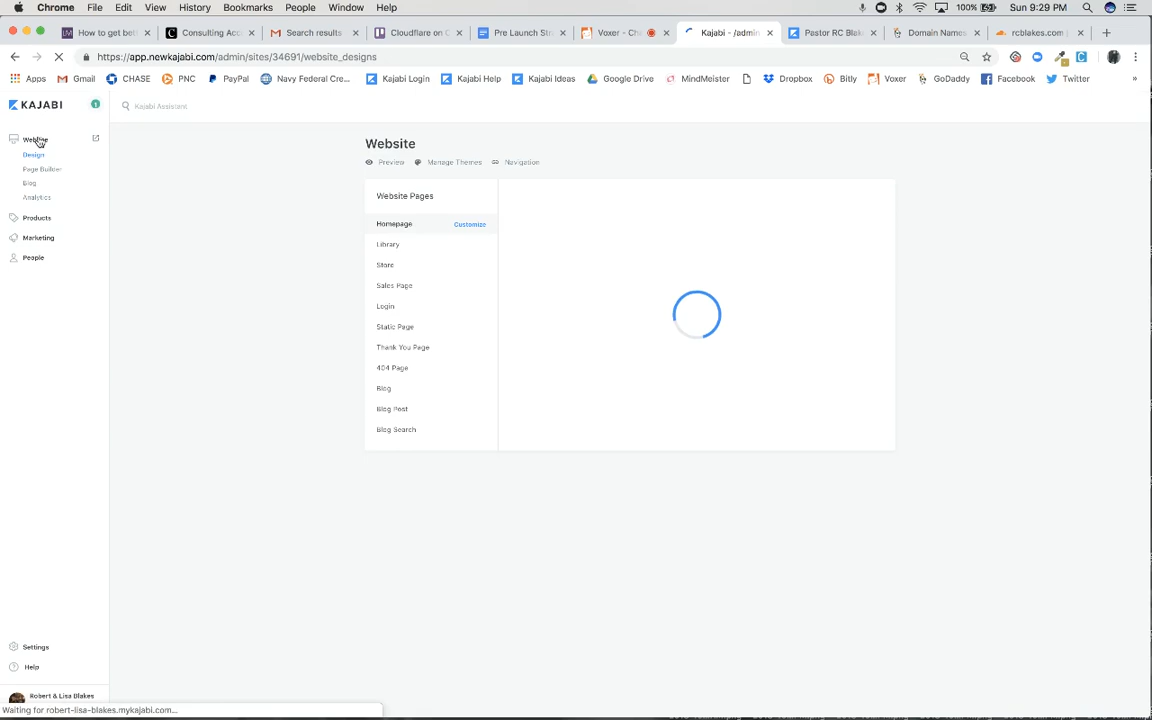 Chrome File Edit View History Bookmarks People Window Help 100% Sun 9:29 PM
How to get bett Consulting Acc Search results Cloudflare on C Pre Launch Str Voxer - Ch Kajabi - /admin Pastor RC Blak Domain Names rcblakes.com |
https://app.newkajabi.com/admin/sites/34691/website_designs
Apps Gmail CHASE PNC PayPal Navy Federal Cre... Kajabi Login Kajabi Help Kajabi Ideas Google Drive MindMeister Dropbox Bitly Voxer GoDaddy Facebook Twitter »
KAJABI 1 Kajabi Assistant
Website
Design
Page Builder
Blog
Analytics
Products
Marketing
People
Website
Preview Manage Themes Navigation
Website Pages
Homepage Customize
Library
Store
Sales Page
Login
Static Page
Thank You Page
404 Page
Blog
Blog Post
Blog Search
Settings
Help
Robert & Lisa Blakes
Waiting for robert-lisa-blakes.mykajabi.com...